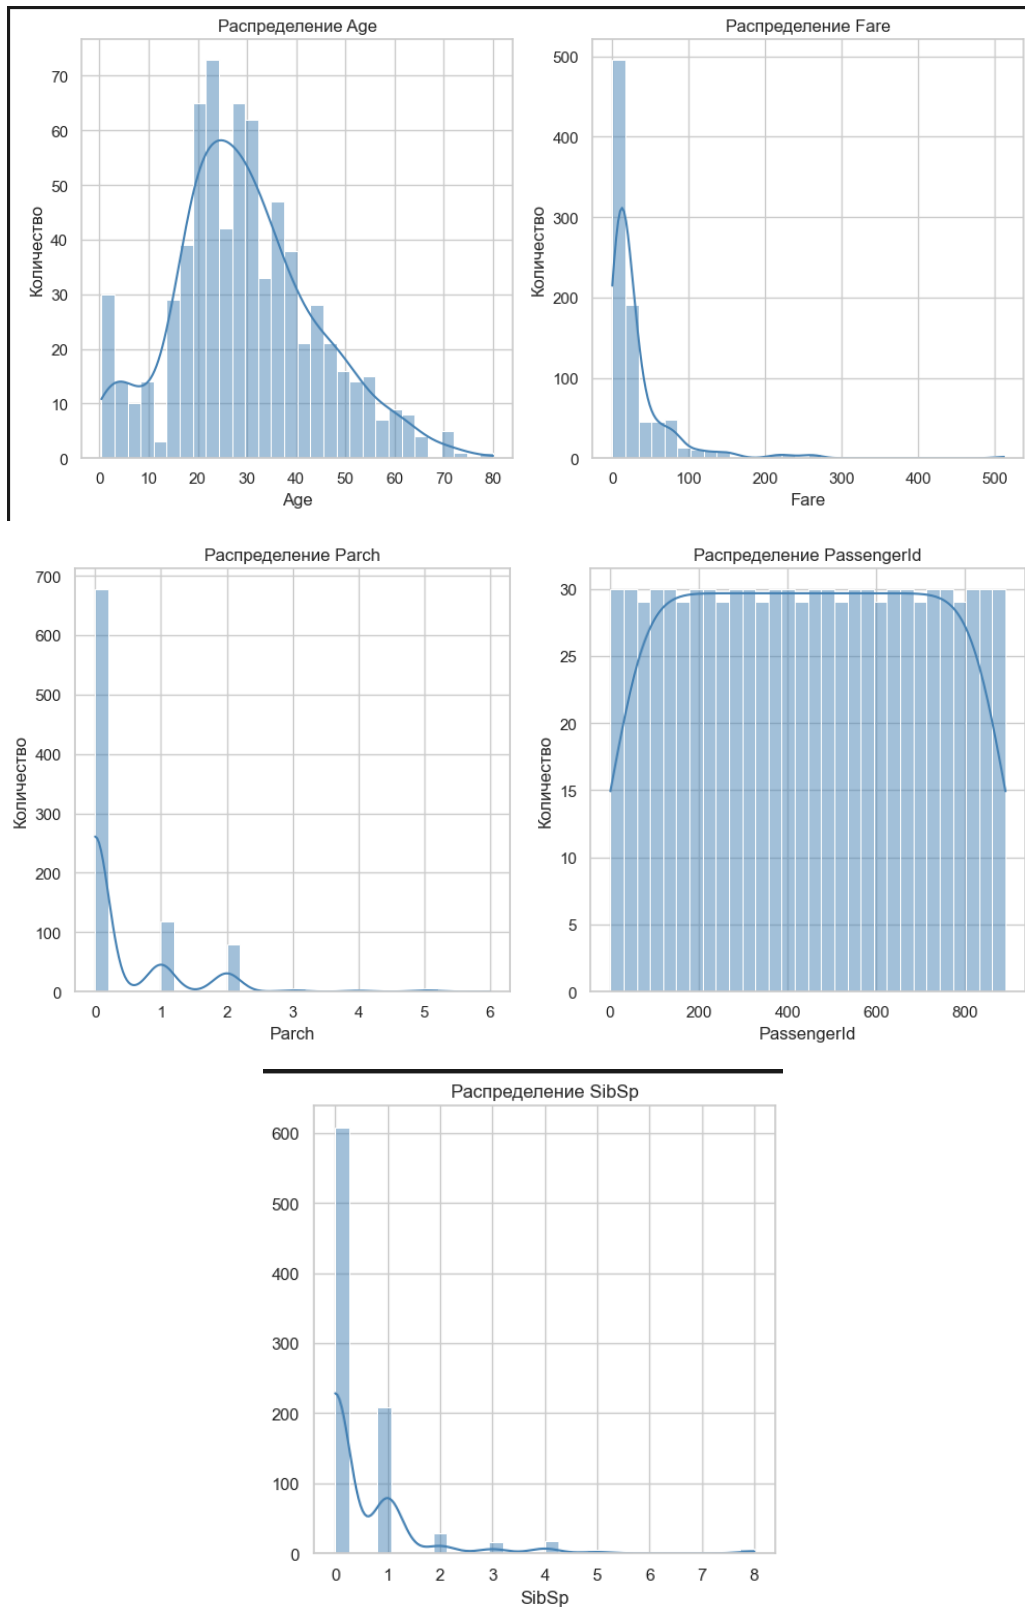 Распределение Age
Количество
70
60
50
40
30
20
10
0
0 10 20 30 40 50 60 70 80
Age
Распределение Fare
Количество
500
400
300
200
100
0
0 100 200 300 400 500
Fare
Распределение Parch
Количество
700
600
500
400
300
200
100
0
0 1 2 3 4 5 6
Parch
Распределение PassengerId
Количество
30
25
20
15
10
5
0
0 200 400 600 800
PassengerId
Распределение SibSp
Количество
600
500
400
300
200
100
0
0 1 2 3 4 5 6 7 8
SibSp